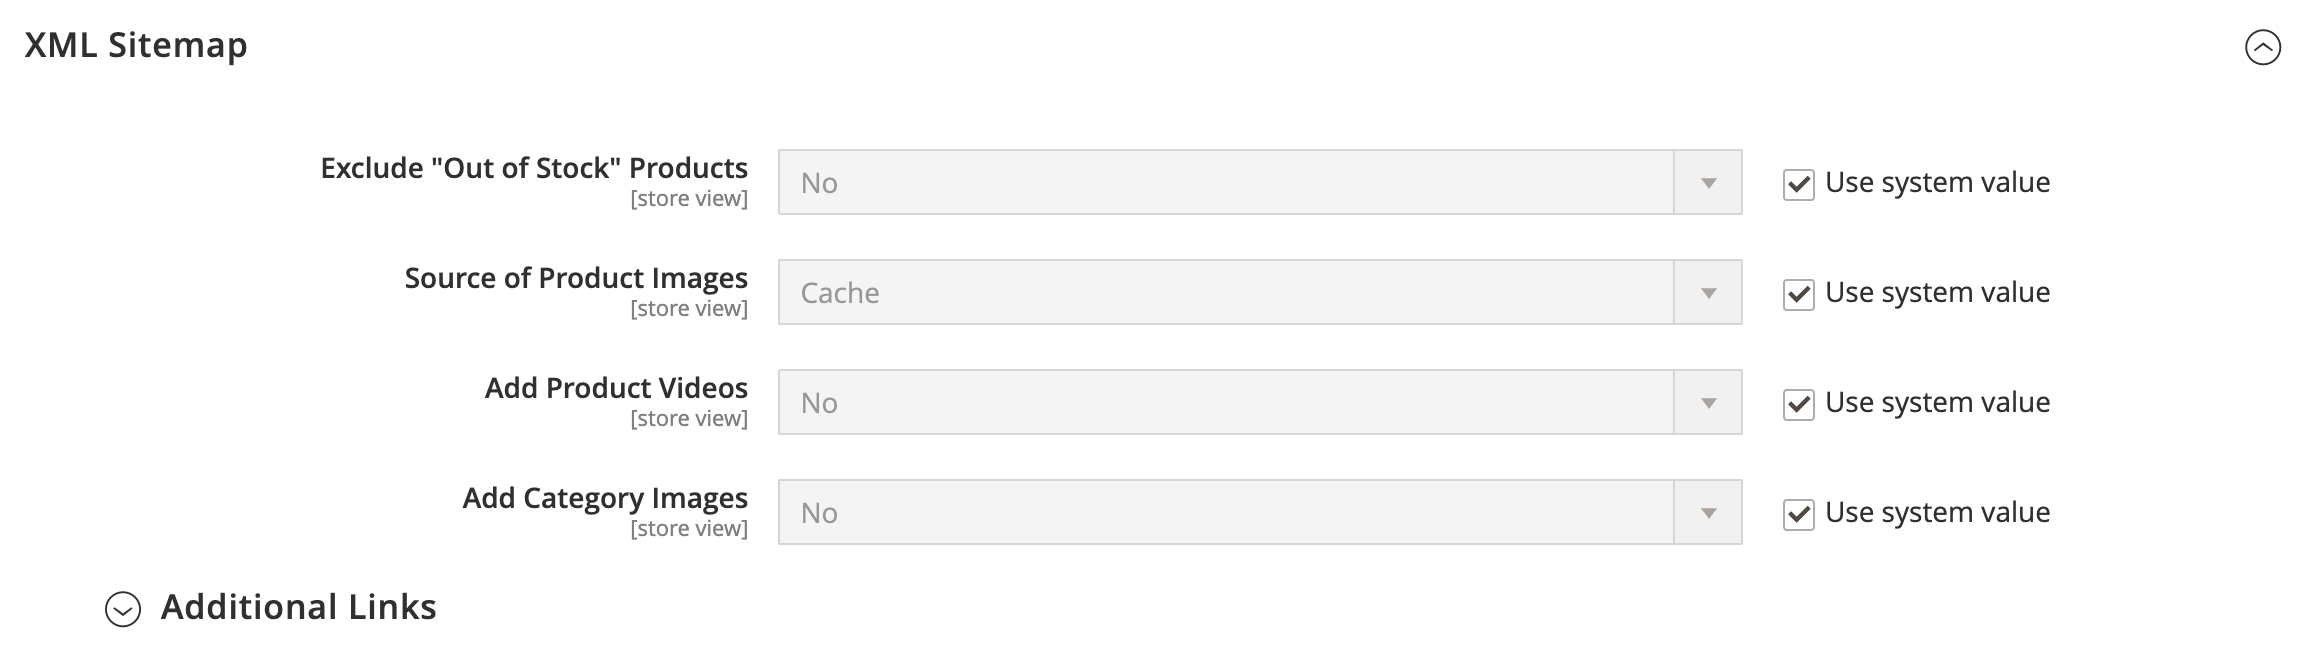 XML Sitemap
Exclude "Out of Stock" Products
[store view]
No
Use system value
Source of Product Images
[store view]
Cache
Use system value
Add Product Videos
[store view]
No
Use system value
Add Category Images
[store view]
No
Use system value
Additional Links